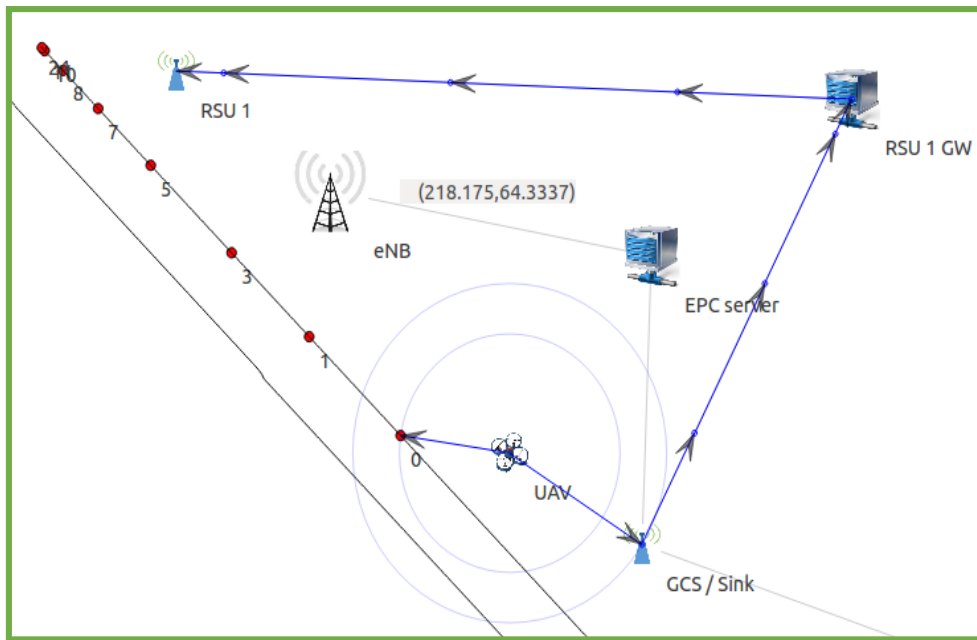 RSU 1
RSU 1 GW
(218.175,64.3337)
eNB
EPC server
8
7
5
3
1
0
UAV
GCS / Sink